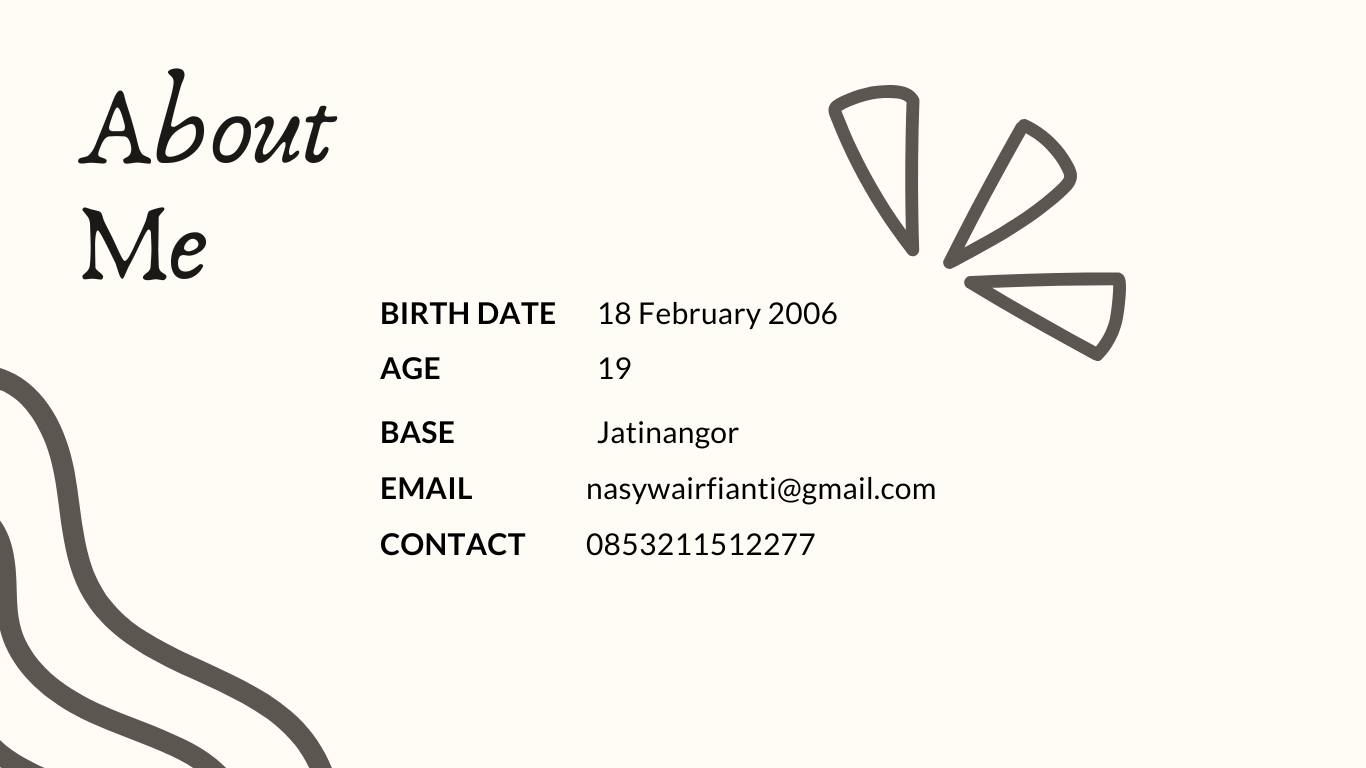 About
Me
BIRTH DATE 18 February 2006
AGE 19
BASE Jatinangor
EMAIL nasywairfianti@gmail.com
CONTACT 0853211512277